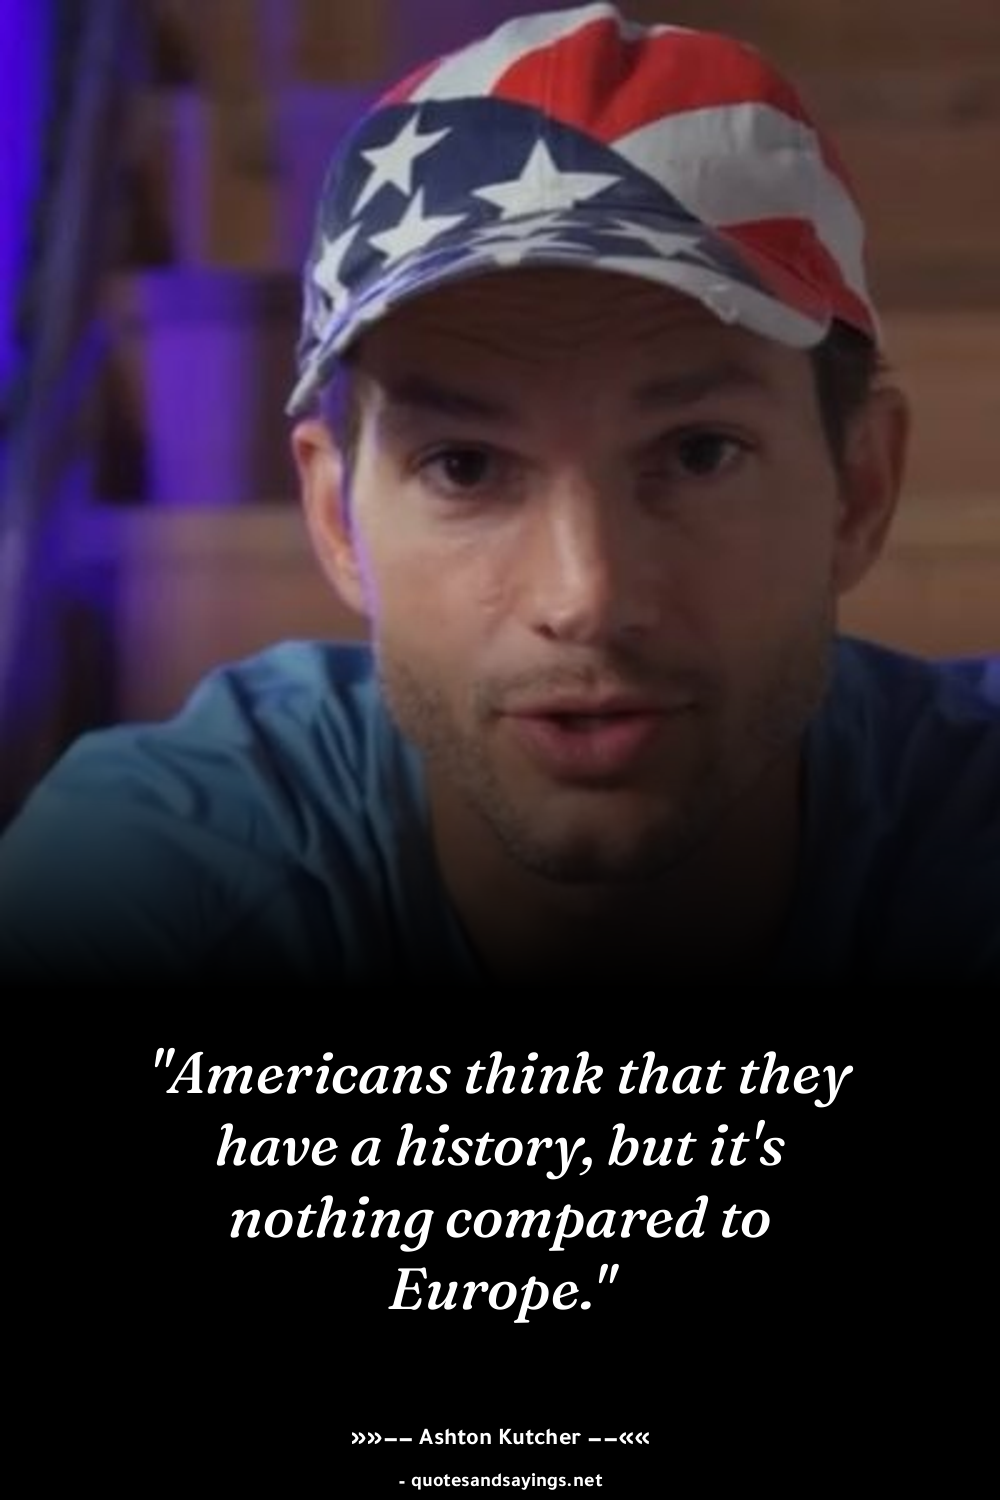 "Americans think that they
have a history, but it's
nothing compared to
Europe."
»»–– Ashton Kutcher ––««
- quotesandsayings.net